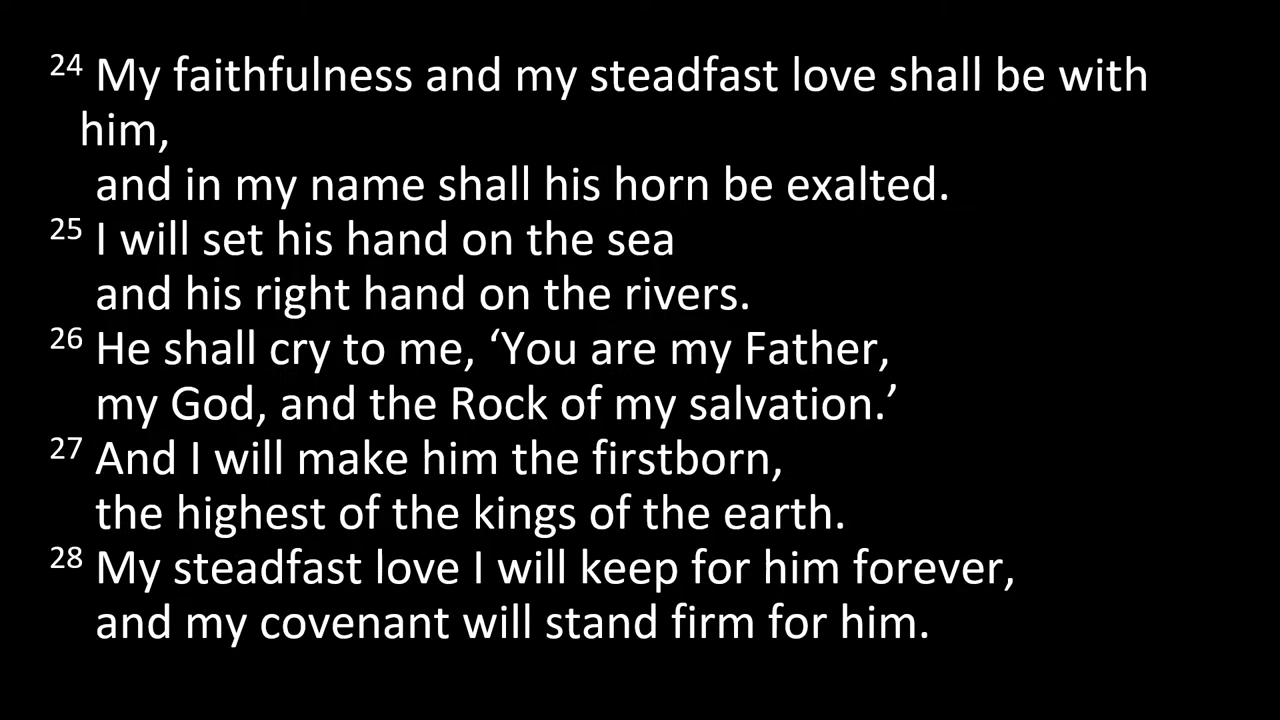 24 My faithfulness and my steadfast love shall be with
him,
and in my name shall his horn be exalted.
25 I will set his hand on the sea
and his right hand on the rivers.
26 He shall cry to me, ‘You are my Father,
my God, and the Rock of my salvation.’
27 And I will make him the firstborn,
the highest of the kings of the earth.
28 My steadfast love I will keep for him forever,
and my covenant will stand firm for him.